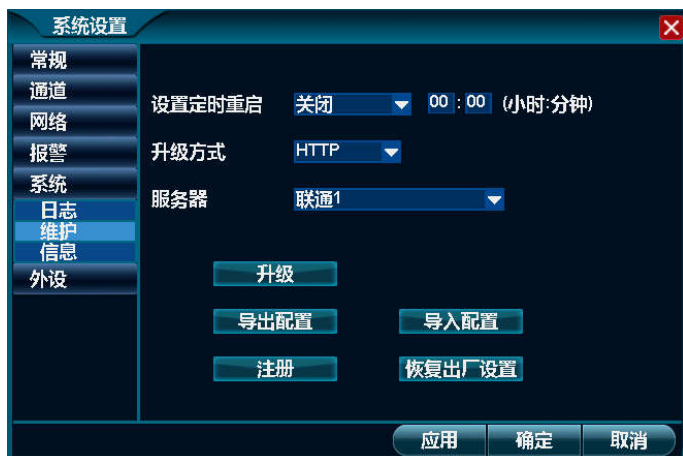 系统设置
常规
通道
网络
报警
系统
日志
维护
信息
外设
设置定时重启 关闭 00 : 00 (小时:分钟)
升级方式 HTTP
服务器 联通1
升级
导出配置 导入配置
注册 恢复出厂设置
应用 确定 取消